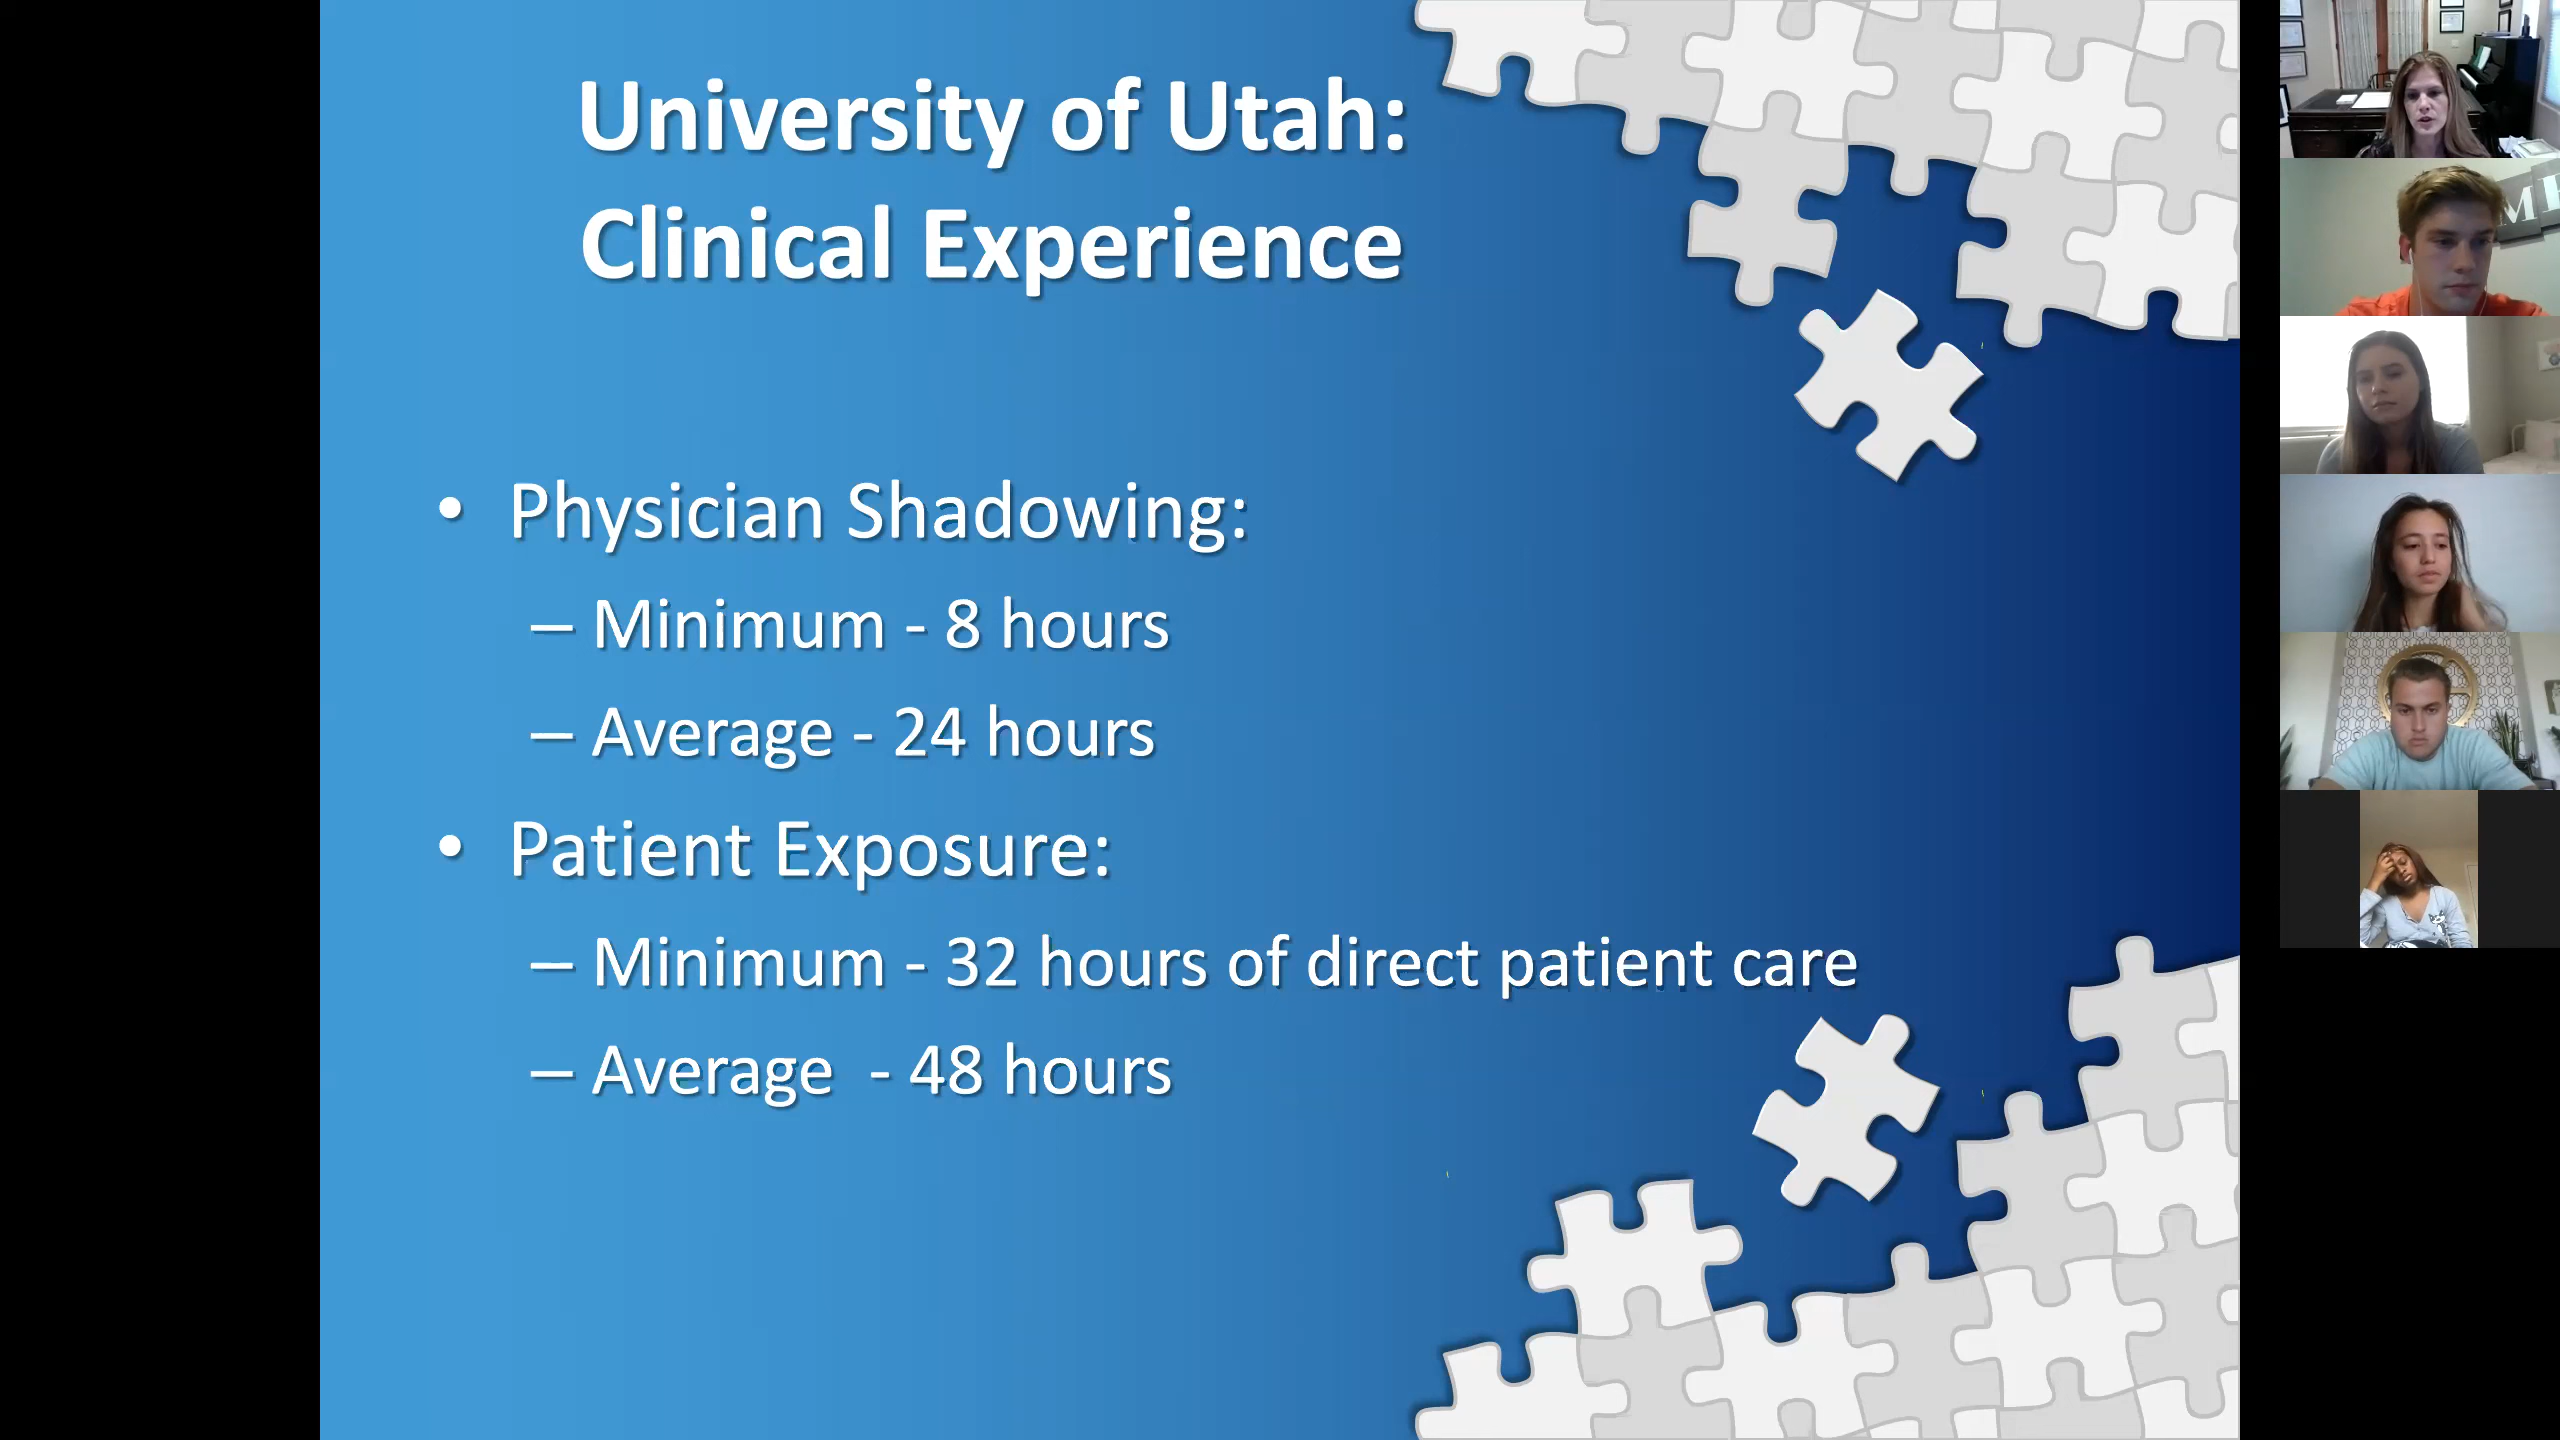 University of Utah:
Clinical Experience
• Physician Shadowing:
– Minimum - 8 hours
– Average - 24 hours
• Patient Exposure:
– Minimum - 32 hours of direct patient care
– Average  - 48 hours